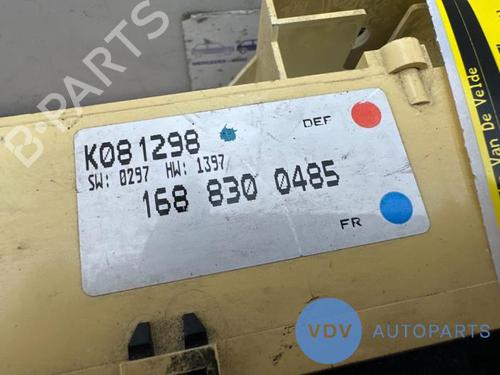 K081298
DEF
SW: 0297 HW: 1397
168 830 0485
FR
Van De Velde
VDV AUTOPARTS
B-Parts